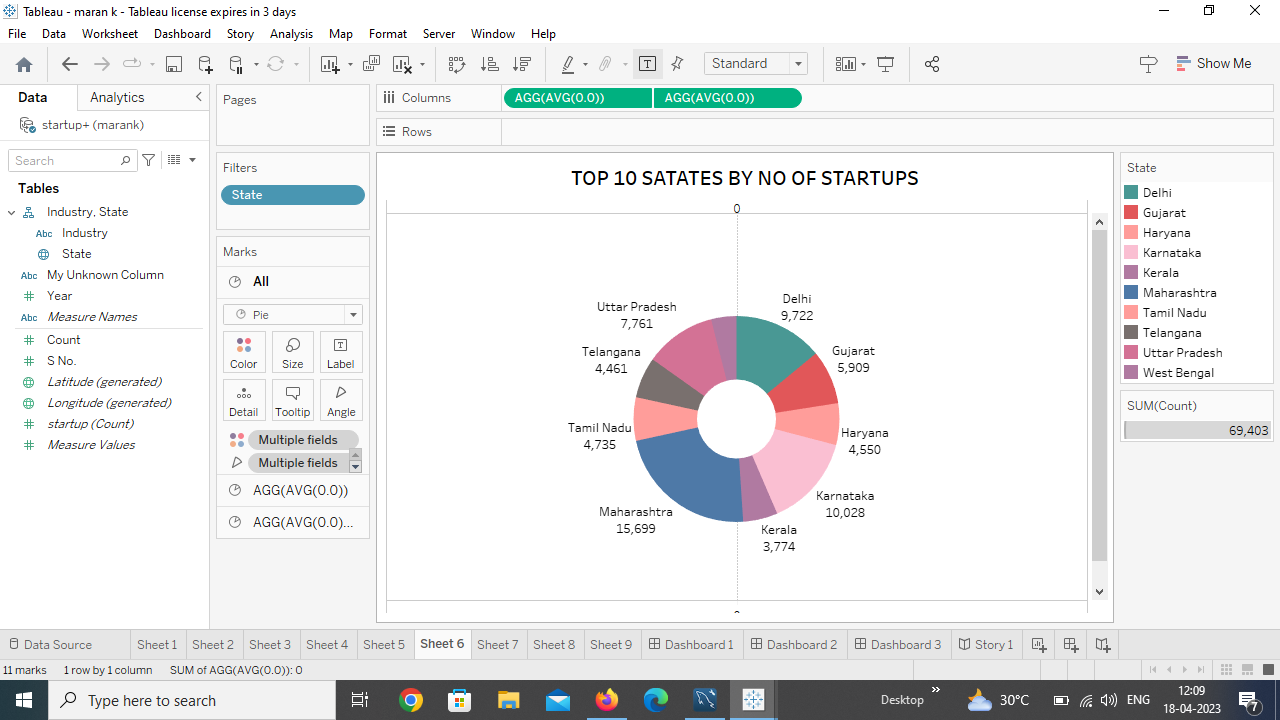 Tableau - maran k - Tableau license expires in 3 days
File Data Worksheet Dashboard Story Analysis Map Format Server Window Help
Standard
Show Me
Data Analytics
startup+ (marank)
Search
Tables
Industry, State
Abc Industry
State
Abc My Unknown Column
Year
Abc Measure Names
Count
S No.
Latitude (generated)
Longitude (generated)
startup (Count)
Measure Values
Pages
Filters
State
Marks
All
Pie
Color Size Label
Detail Tooltip Angle
Multiple fields
Multiple fields
AGG(AVG(0.0))
AGG(AVG(0.0)...
Columns AGG(AVG(0.0)) AGG(AVG(0.0))
Rows
TOP 10 SATATES BY NO OF STARTUPS
0
Delhi
9,722
Gujarat
5,909
Haryana
4,550
Karnataka
10,028
Kerala
3,774
Maharashtra
15,699
Tamil Nadu
4,735
Telangana
4,461
Uttar Pradesh
7,761
State
Delhi
Gujarat
Haryana
Karnataka
Kerala
Maharashtra
Tamil Nadu
Telangana
Uttar Pradesh
West Bengal
SUM(Count)
69,403
Data Source Sheet 1 Sheet 2 Sheet 3 Sheet 4 Sheet 5 Sheet 6 Sheet 7 Sheet 8 Sheet 9 Dashboard 1 Dashboard 2 Dashboard 3 Story 1
11 marks 1 row by 1 column SUM of AGG(AVG(0.0)): 0
Type here to search
Desktop
30°C
ENG
12:09
18-04-2023
7